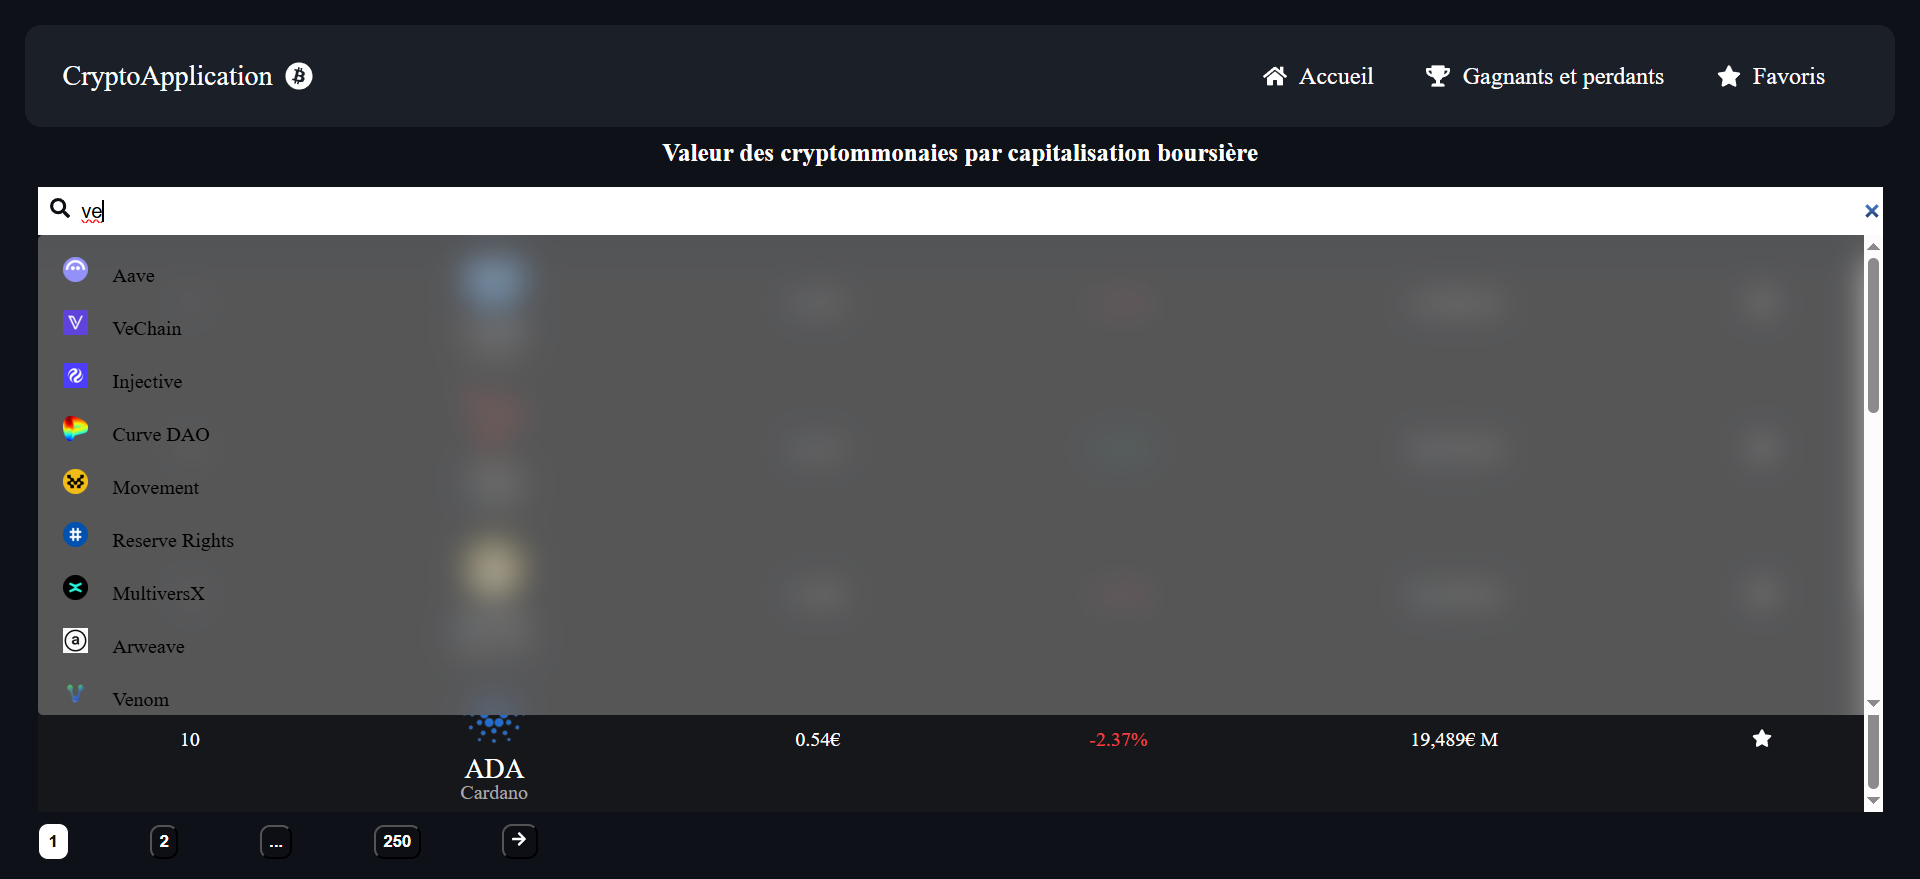 CryptoApplication
Accueil
Gagnants et perdants
Favoris
Valeur des cryptommonaies par capitalisation boursière
ve
Aave
VeChain
Injective
Curve DAO
Movement
Reserve Rights
MultiversX
Arweave
Venom
10
ADA
Cardano
0.54€
-2.37%
19,489€ M
1
2
...
250